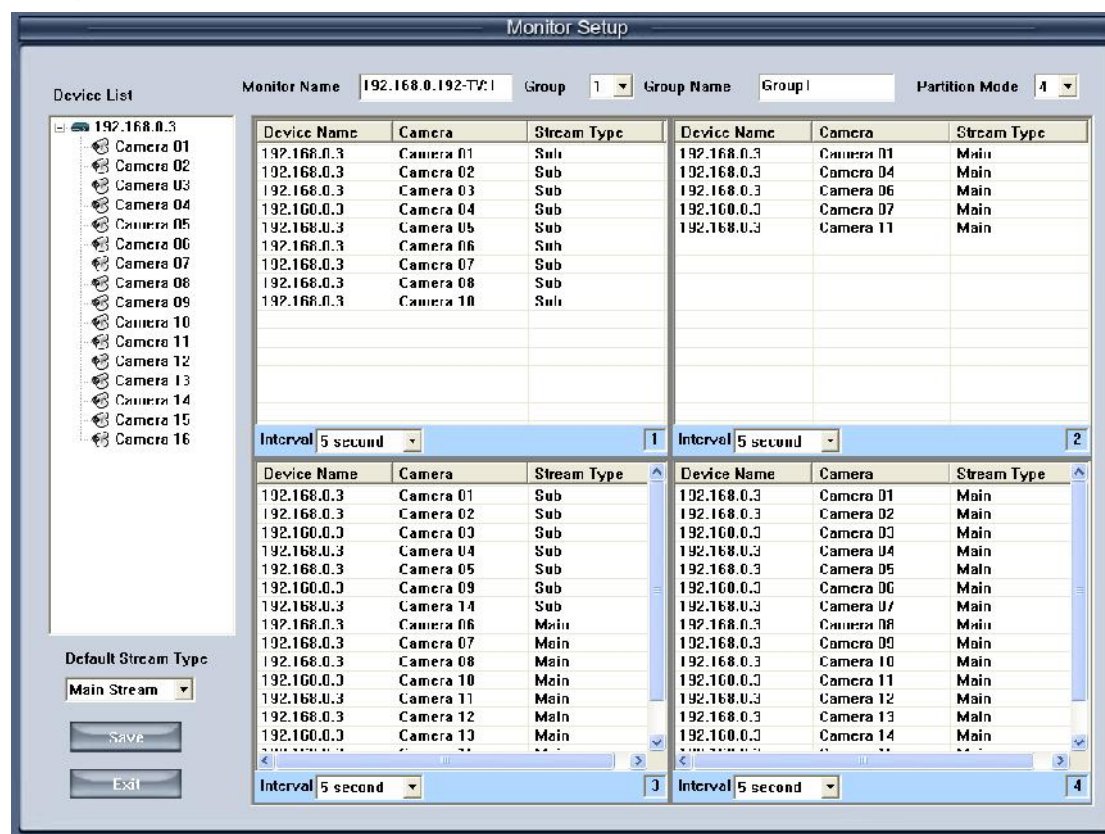 Monitor Setup
Monitor Name 192.168.0.192-TV:1 Group 1 Group Name Group1 Partition Mode 4
Device List
192.168.0.3
Camera 01
Camera 02
Camera 03
Camera 04
Camera 05
Camera 06
Camera 07
Camera 08
Camera 09
Camera 10
Camera 11
Camera 12
Camera 13
Camera 14
Camera 15
Camera 16
Default Stream Type
Main Stream
Save
Exit
Device Name Camera Stream Type
192.168.0.3 Camera 01 Sub
192.168.0.3 Camera 02 Sub
192.168.0.3 Camera 03 Sub
192.168.0.3 Camera 04 Sub
192.168.0.3 Camera 05 Sub
192.168.0.3 Camera 06 Sub
192.168.0.3 Camera 07 Sub
192.168.0.3 Camera 08 Sub
192.168.0.3 Camera 10 Sub
Interval 5 second 1
Device Name Camera Stream Type
192.168.0.3 Camera 01 Main
192.168.0.3 Camera 04 Main
192.168.0.3 Camera 06 Main
192.168.0.3 Camera 07 Main
192.168.0.3 Camera 11 Main
Interval 5 second 2
Device Name Camera Stream Type
192.168.0.3 Camera 01 Sub
192.168.0.3 Camera 02 Sub
192.168.0.3 Camera 03 Sub
192.168.0.3 Camera 04 Sub
192.168.0.3 Camera 05 Sub
192.168.0.3 Camera 09 Sub
192.168.0.3 Camera 14 Sub
192.168.0.3 Camera 06 Main
192.168.0.3 Camera 07 Main
192.168.0.3 Camera 08 Main
192.168.0.3 Camera 10 Main
192.168.0.3 Camera 11 Main
192.168.0.3 Camera 12 Main
192.168.0.3 Camera 13 Main
Interval 5 second 3
Device Name Camera Stream Type
192.168.0.3 Camera 01 Main
192.168.0.3 Camera 02 Main
192.168.0.3 Camera 03 Main
192.168.0.3 Camera 04 Main
192.168.0.3 Camera 05 Main
192.168.0.3 Camera 06 Main
192.168.0.3 Camera 07 Main
192.168.0.3 Camera 08 Main
192.168.0.3 Camera 09 Main
192.168.0.3 Camera 10 Main
192.168.0.3 Camera 11 Main
192.168.0.3 Camera 12 Main
192.168.0.3 Camera 13 Main
192.168.0.3 Camera 14 Main
Interval 5 second 4